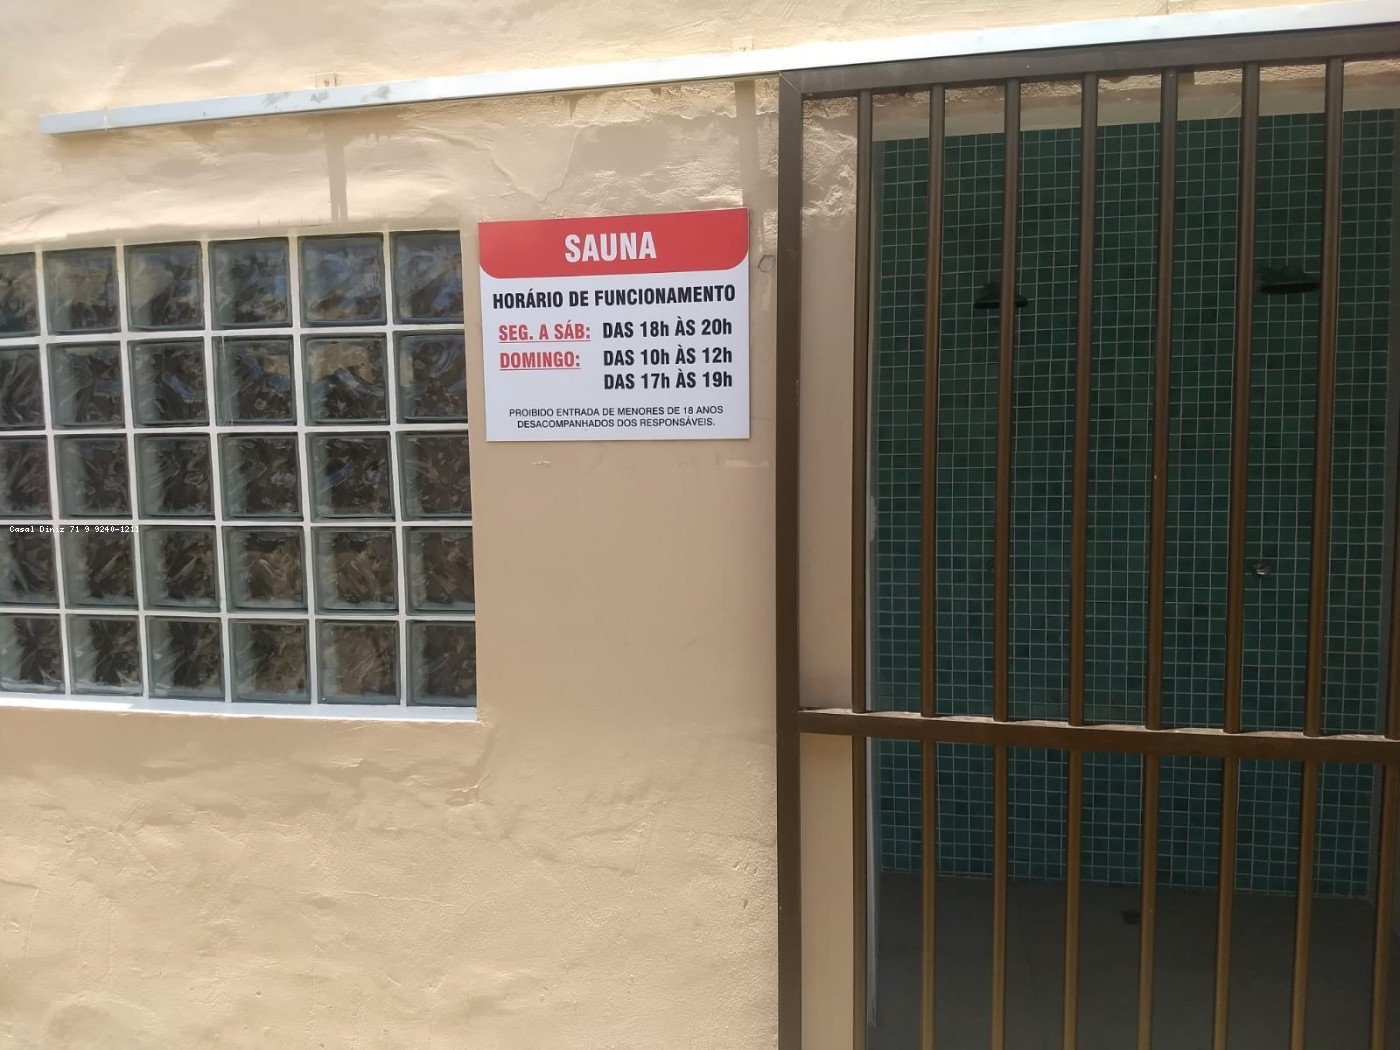 SAUNA
HORÁRIO DE FUNCIONAMENTO
SEG. A SÁB: DAS 18h ÀS 20h
DOMINGO: DAS 10h ÀS 12h
DAS 17h ÀS 19h
PROIBIDO ENTRADA DE MENORES DE 18 ANOS
DESACOMPANHADOS DOS RESPONSÁVEIS.
Casal Diniz 71 9 9240-1211